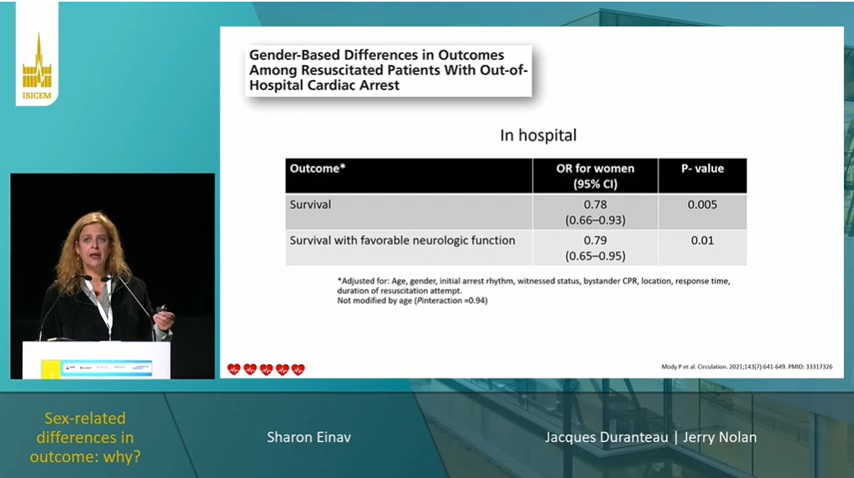 ISICEM
Gender-Based Differences in Outcomes
Among Resuscitated Patients With Out-of-
Hospital Cardiac Arrest
In hospital
Outcome* OR for women P- value
(95% CI)
Survival 0.78 0.005
(0.66–0.93)
Survival with favorable neurologic function 0.79 0.01
(0.65–0.95)
*Adjusted for: Age, gender, initial arrest rhythm, witnessed status, bystander CPR, location, response time,
duration of resuscitation attempt.
Not modified by age (Pinteraction =0.94)
Mody P et al. Circulation. 2021;143(7):641-649. PMID: 33317326
Sex-related
differences in
outcome: why?
Sharon Einav
Jacques Duranteau | Jerry Nolan